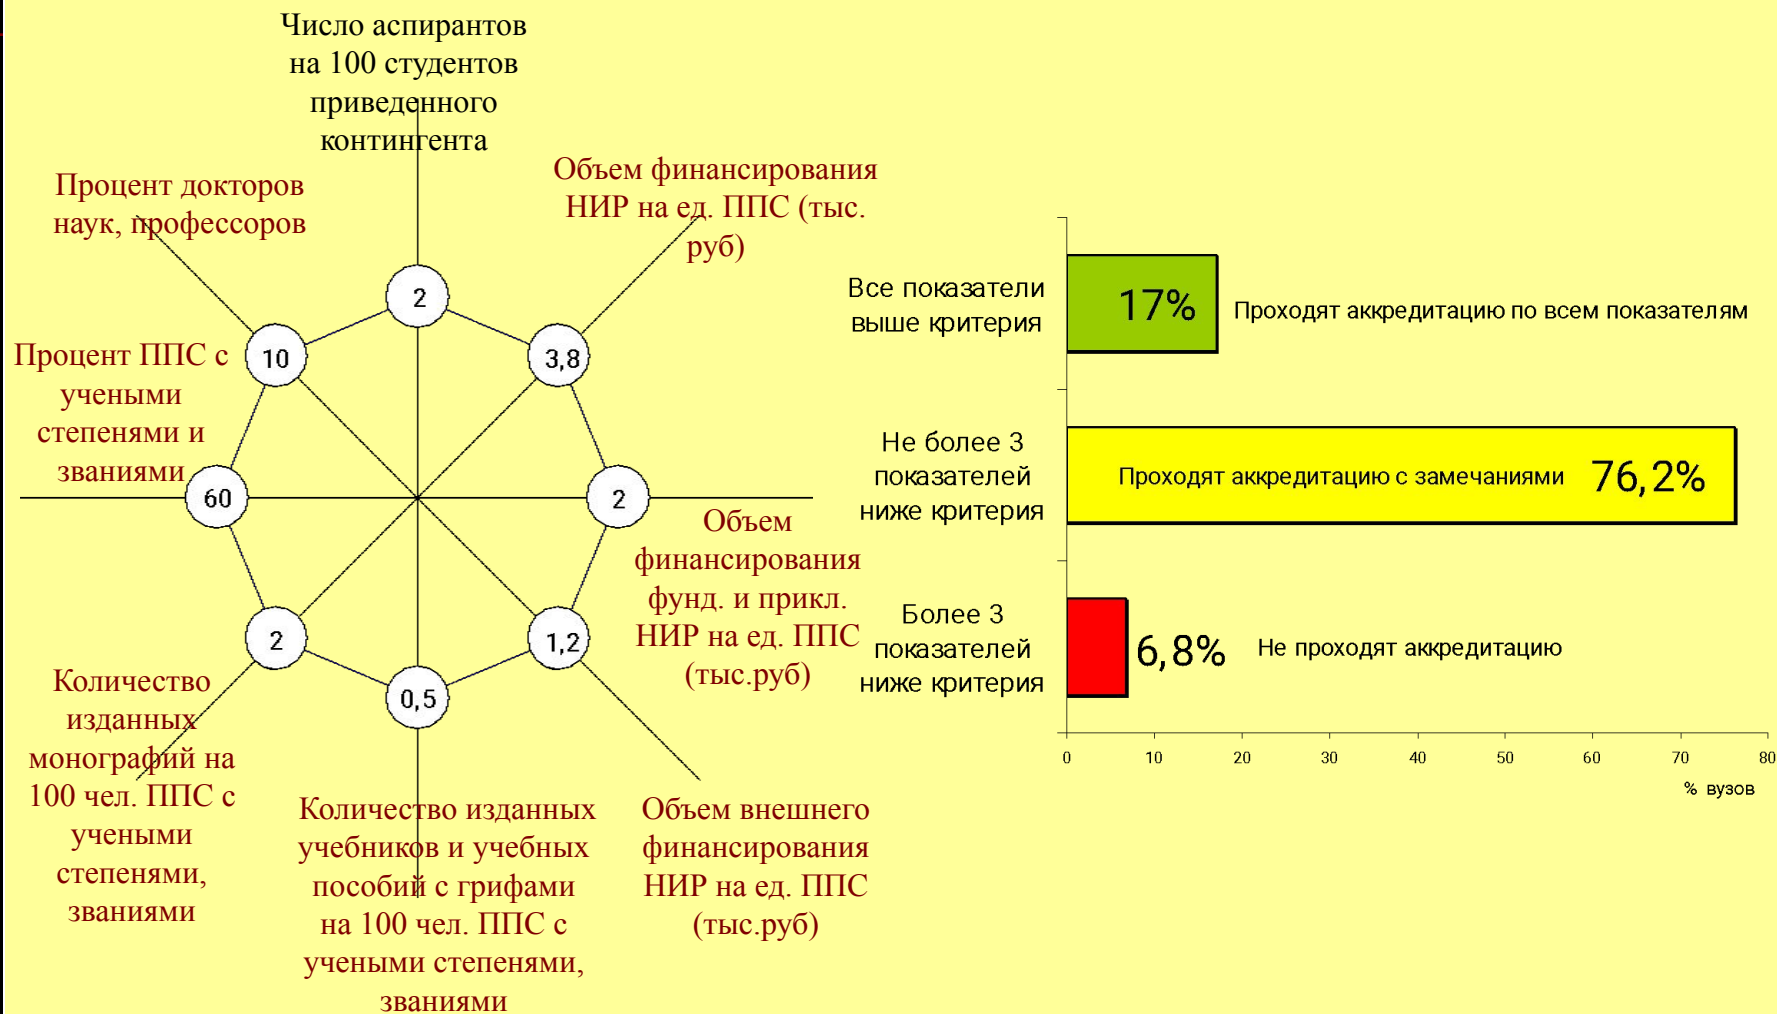 Число аспирантов
на 100 студентов
приведенного
контингента
Процент докторов
наук, профессоров
Объем финансирования
НИР на ед. ППС (тыс.
руб)
Процент ППС с
учеными
степенями и
званиями
2
10
3,8
60
2
2
1,2
0,5
Объем
финансирования
фунд. и прикл.
НИР на ед. ППС
(тыс.руб)
Количество
изданных
монографий на
100 чел. ППС с
учеными
степенями,
званиями
Количество изданных
учебников и учебных
пособий с грифами
на 100 чел. ППС с
учеными степенями,
званиями
Объем внешнего
финансирования
НИР на ед. ППС
(тыс.руб)
Все показатели
выше критерия
17%
Проходят аккредитацию по всем показателям
Не более 3
показателей
ниже критерия
Проходят аккредитацию с замечаниями
76,2%
Более 3
показателей
ниже критерия
6,8%
Не проходят аккредитацию
0 10 20 30 40 50 60 70 80
% вузов